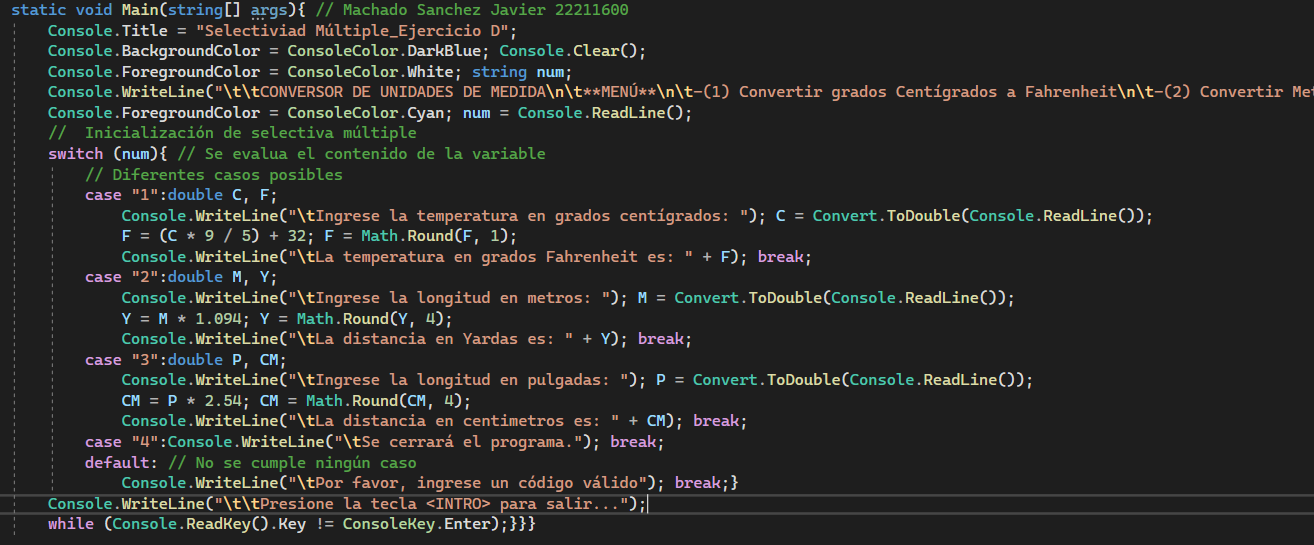 static void Main(string[] args){ // Machado Sanchez Javier 22211600
Console.Title = "Selectiviad Múltiple_Ejercicio D";
Console.BackgroundColor = ConsoleColor.DarkBlue; Console.Clear();
Console.ForegroundColor = ConsoleColor.White; string num;
Console.WriteLine("\t\tCONVERSOR DE UNIDADES DE MEDIDA\n\t**MENÚ**\n\t-(1) Convertir grados Centígrados a Fahrenheit\n\t-(2) Convertir Met
Console.ForegroundColor = ConsoleColor.Cyan; num = Console.ReadLine();
//  Inicialización de selectiva múltiple
switch (num){ // Se evalua el contenido de la variable
// Diferentes casos posibles
case "1":double C, F;
Console.WriteLine("\tIngrese la temperatura en grados centígrados: "); C = Convert.ToDouble(Console.ReadLine());
F = (C * 9 / 5) + 32; F = Math.Round(F, 1);
Console.WriteLine("\tLa temperatura en grados Fahrenheit es: " + F); break;
case "2":double M, Y;
Console.WriteLine("\tIngrese la longitud en metros: "); M = Convert.ToDouble(Console.ReadLine());
Y = M * 1.094; Y = Math.Round(Y, 4);
Console.WriteLine("\tLa distancia en Yardas es: " + Y); break;
case "3":double P, CM;
Console.WriteLine("\tIngrese la longitud en pulgadas: "); P = Convert.ToDouble(Console.ReadLine());
CM = P * 2.54; CM = Math.Round(CM, 4);
Console.WriteLine("\tLa distancia en centimetros es: " + CM); break;
case "4":Console.WriteLine("\tSe cerrará el programa."); break;
default: // No se cumple ningún caso
Console.WriteLine("\tPor favor, ingrese un código válido"); break;}
Console.WriteLine("\t\tPresione la tecla <INTRO> para salir...");
while (Console.ReadKey().Key != ConsoleKey.Enter);}}}